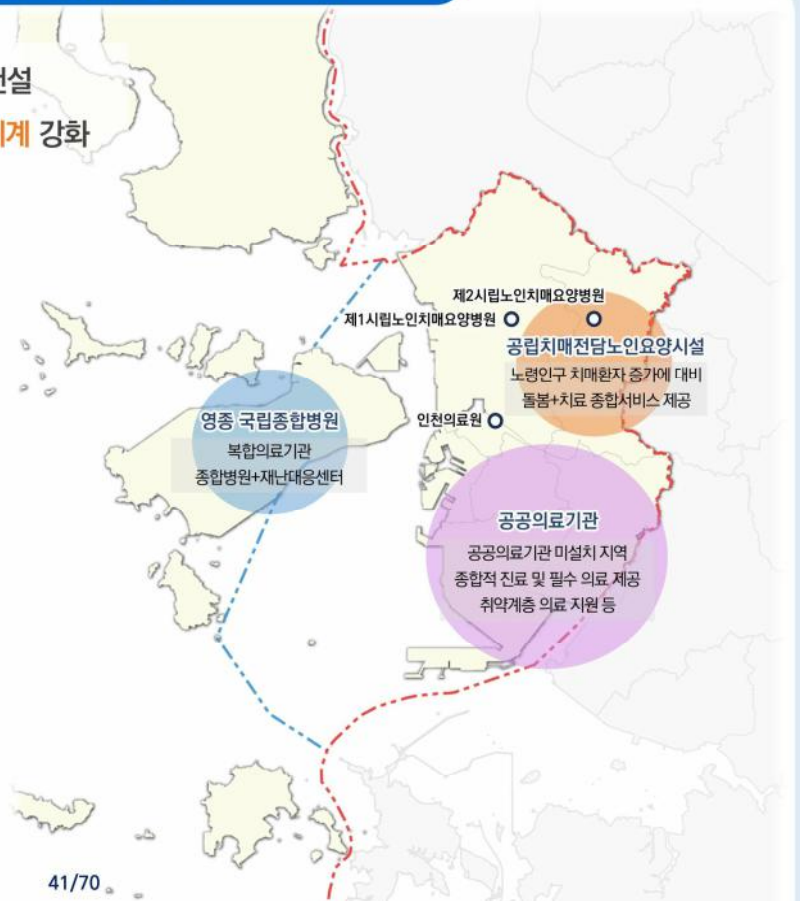 강화
제2시립노인치매요양병원
제1시립노인치매요양병원
공립치매전담노인요양시설
노령인구 치매환자 증가에 대비
돌봄+치료 종합서비스 제공
인천의료원
영종 국립종합병원
복합의료기관
종합병원+재난대응센터
공공의료기관
공공의료기관 미설치 지역
종합적 진료 및 필수 의료 제공
취약계층 의료 지원 등
41/70